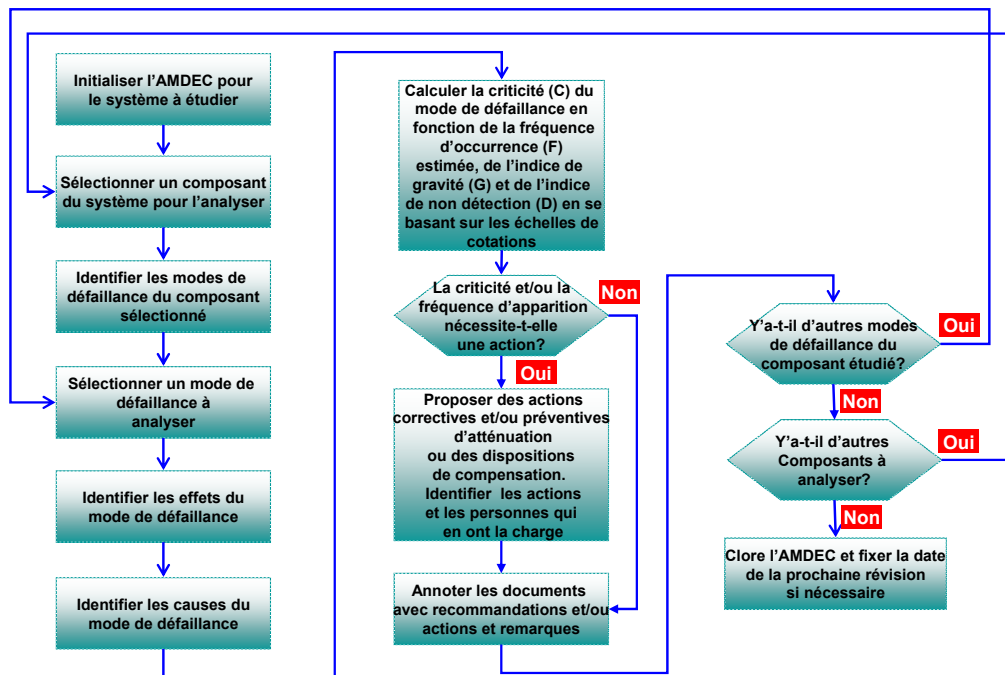 Initialiser l’AMDEC pour
le système à étudier
Sélectionner un composant
du système pour l’analyser
Identifier les modes de
défaillance du composant
sélectionné
Sélectionner un mode de
défaillance à
analyser
Identifier les effets du
mode de défaillance
Identifier les causes du
mode de défaillance
Calculer la criticité (C) du
mode de défaillance en
fonction de la fréquence
d’occurrence (F)
estimée, de l’indice de
gravité (G) et de l’indice
de non détection (D) en se
basant sur les échelles de
cotations
La criticité et/ou la
fréquence d’apparition
nécessite-t-elle
une action?
Non
Oui
Proposer des actions
correctives et/ou préventives
d’atténuation
ou des dispositions
de compensation.
Identifier les actions
et les personnes qui
en ont la charge
Annoter les documents
avec recommandations et/ou
actions et remarques
Y’a-t-il d’autres modes
de défaillance du
composant étudié?
Oui
Non
Y’a-t-il d’autres
Composants à
analyser?
Oui
Non
Clore l’AMDEC et fixer la date
de la prochaine révision
si nécessaire